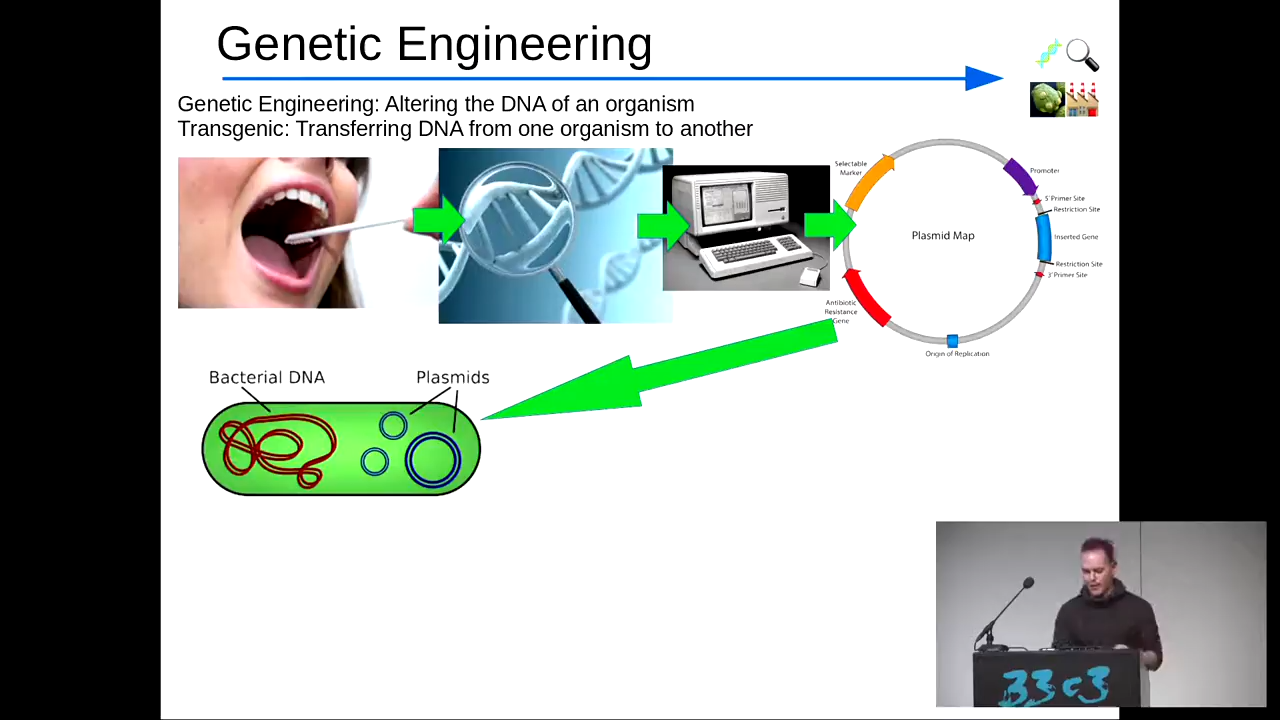 Genetic Engineering
Genetic Engineering: Altering the DNA of an organism
Transgenic: Transferring DNA from one organism to another
Selectable
Marker
Promoter
5' Primer Site
Restriction Site
Plasmid Map
Inserted Gene
Restriction Site
3' Primer Site
Antibiotic
Resistance
Gene
Origin of Replication
Bacterial DNA
Plasmids
33c3